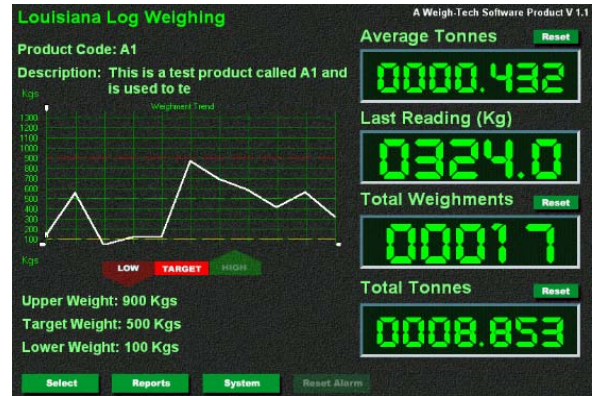 Louisiana Log Weighing
A Weigh-Tech Software Product V 1.1
Product Code: A1
Description: This is a test product called A1 and
is used to te
Kgs
Weighment Trend
1300
1200
1100
1000
900
800
700
600
500
400
300
200
100
Kgs
LOW
TARGET
HIGH
Upper Weight: 900 Kgs
Target Weight: 500 Kgs
Lower Weight: 100 Kgs
Average Tonnes
Reset
0000.432
Last Reading (Kg)
0324.0
Total Weighments
Reset
00017
Total Tonnes
Reset
0008.853
Select
Reports
System
Reset Alarm